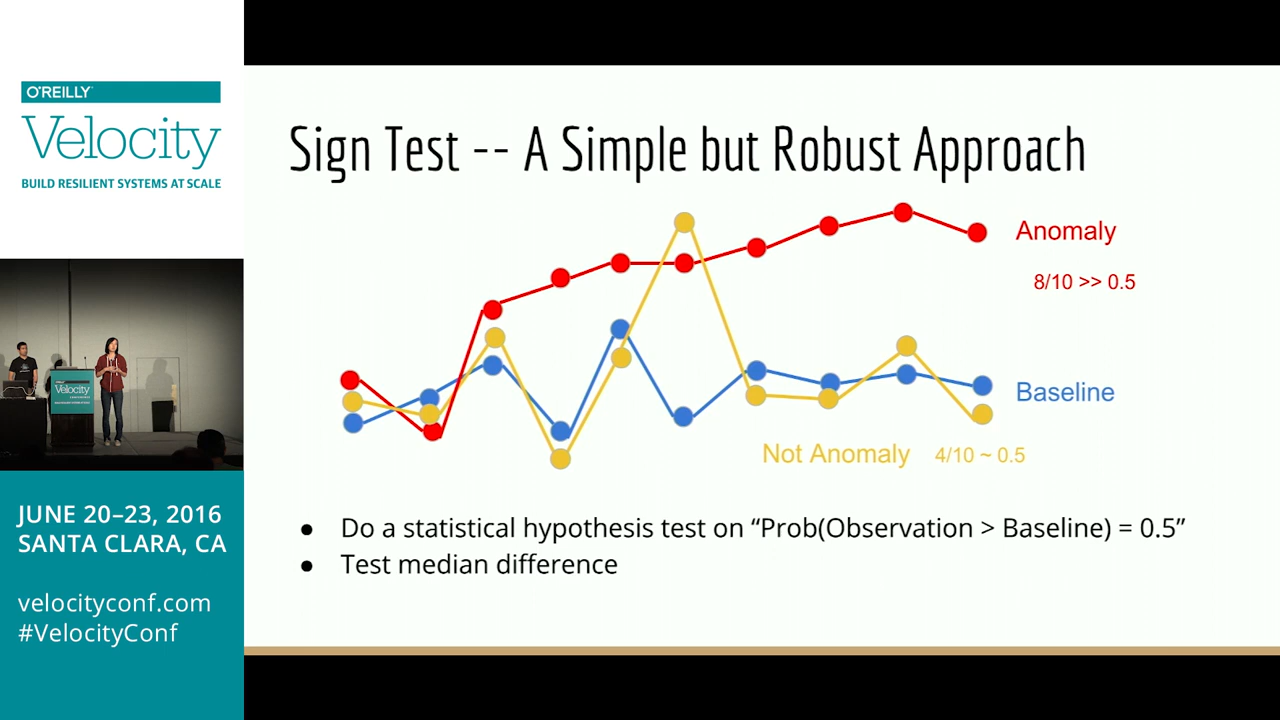 O'REILLY
Velocity
BUILD RESILIENT SYSTEMS AT SCALE
Velocity
JUNE 20–23, 2016
SANTA CLARA, CA
velocityconf.com
#VelocityConf
Sign Test -- A Simple but Robust Approach
Anomaly
8/10 >> 0.5
Baseline
Not Anomaly 4/10 ~ 0.5
● Do a statistical hypothesis test on “Prob(Observation > Baseline) = 0.5”
● Test median difference